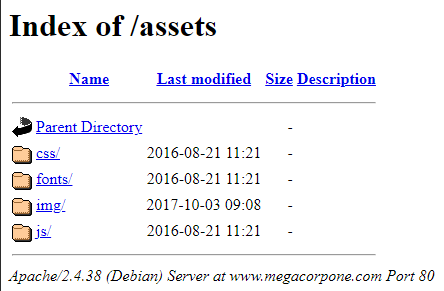 Index of /assets
Name Last modified Size Description
Parent Directory -
css/ 2016-08-21 11:21 -
fonts/ 2016-08-21 11:21 -
img/ 2017-10-03 09:08 -
js/ 2016-08-21 11:21 -
Apache/2.4.38 (Debian) Server at www.megacorpone.com Port 80